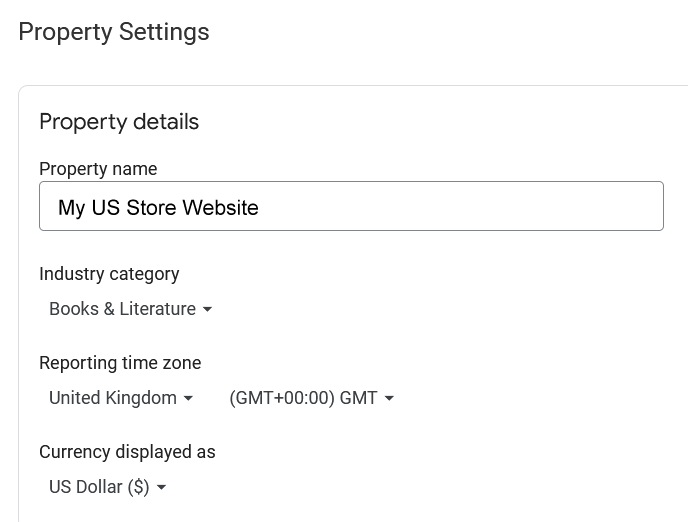 Property Settings
Property details
Property name
My US Store Website
Industry category
Books & Literature
Reporting time zone
United Kingdom (GMT+00:00) GMT
Currency displayed as
US Dollar ($)